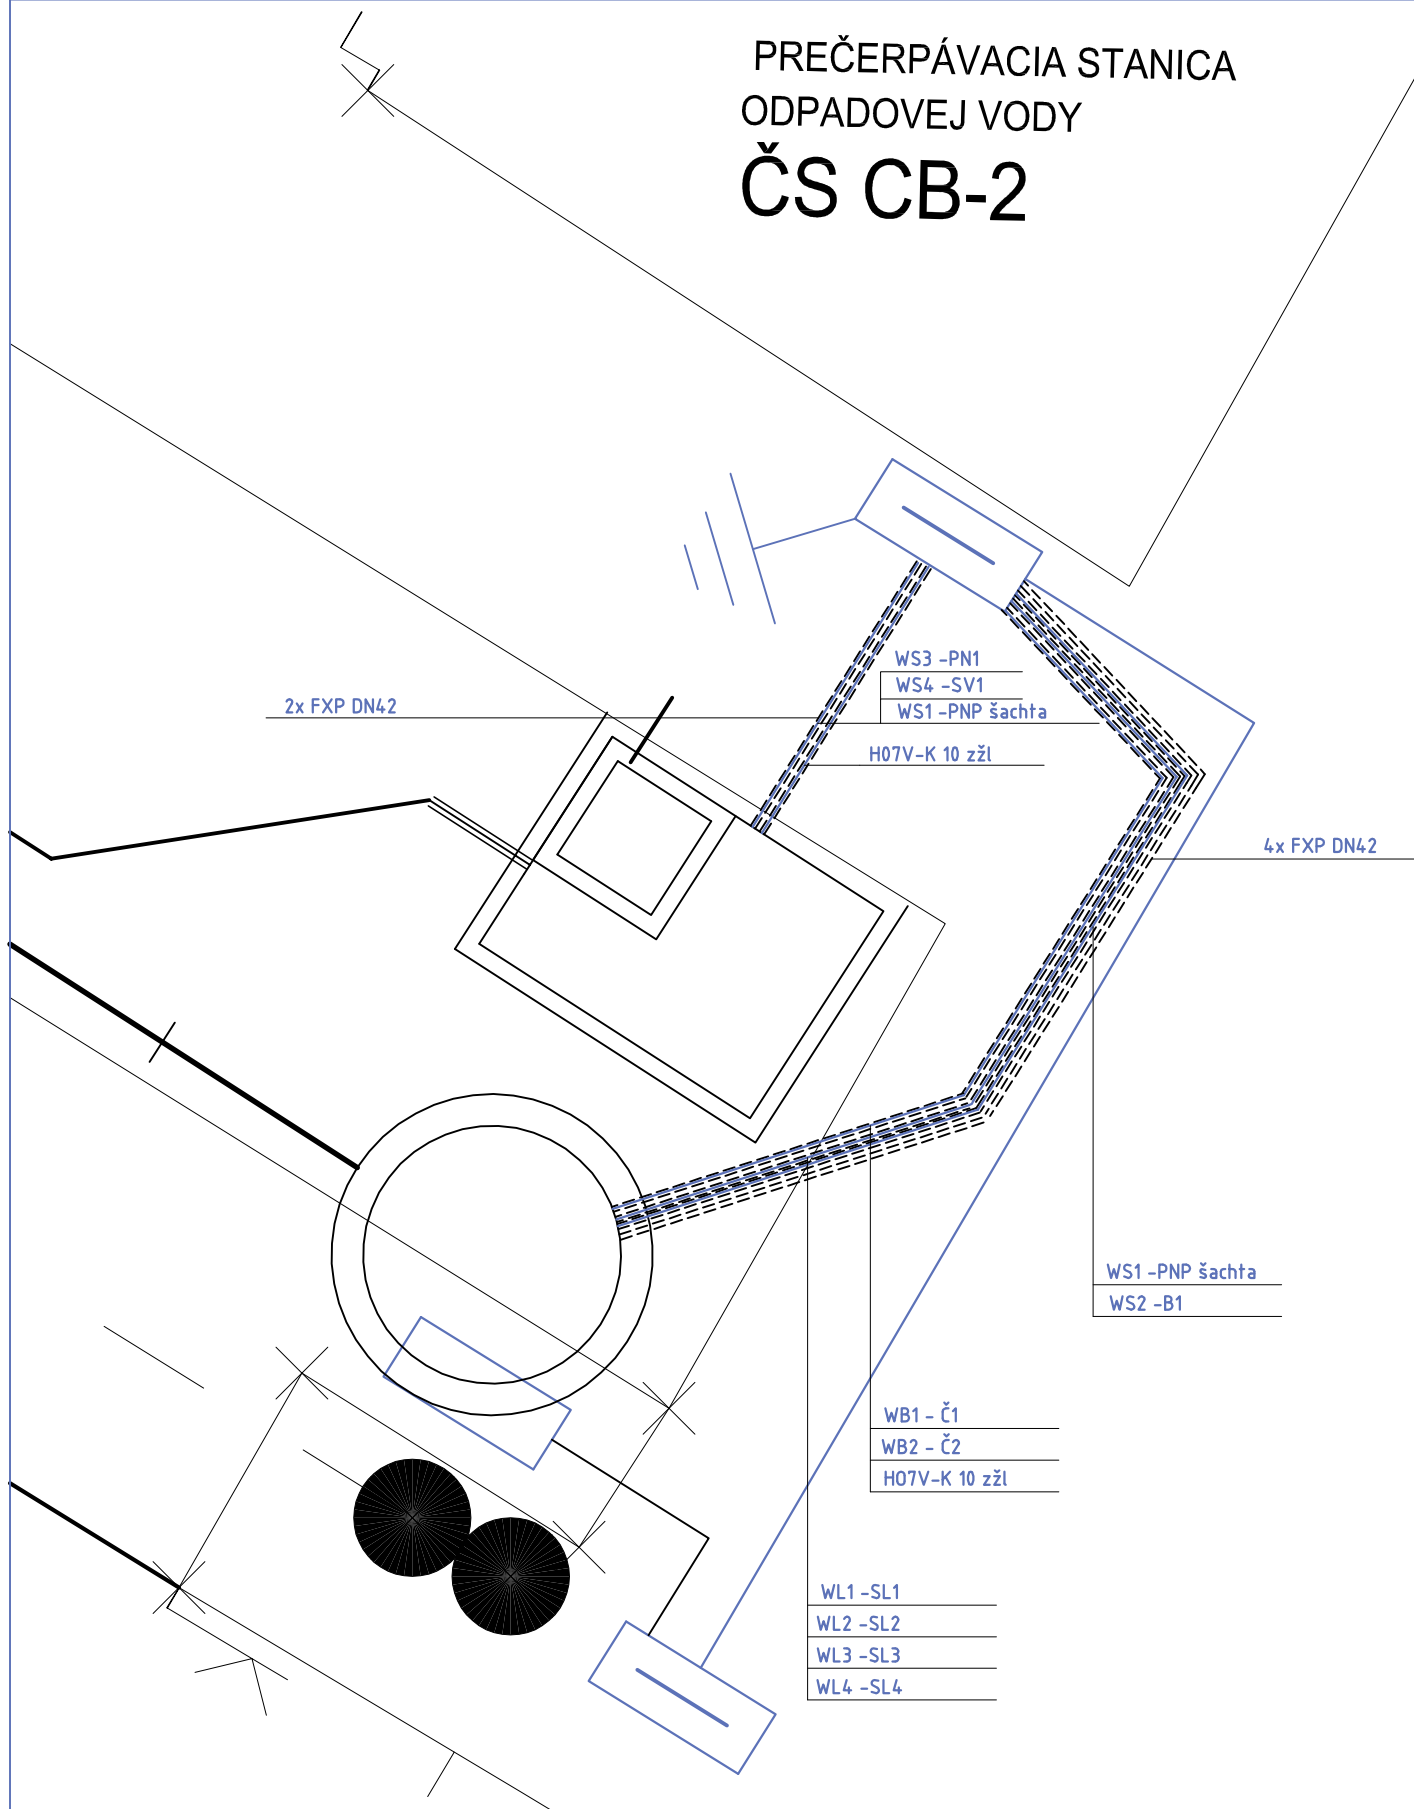 PREČERPÁVACIA STANICA
ODPADOVEJ VODY
ČS CB-2
WS3 -PN1
WS4 -SV1
2x FXP DN42
WS1 -PNP šachta
H07V-K 10 zžl
4x FXP DN42
WS1 -PNP šachta
WS2 -B1
WB1 - Č1
WB2 - Č2
HO7V-K 10 zžl
WL1 -SL1
WL2 -SL2
WL3 -SL3
WL4 -SL4